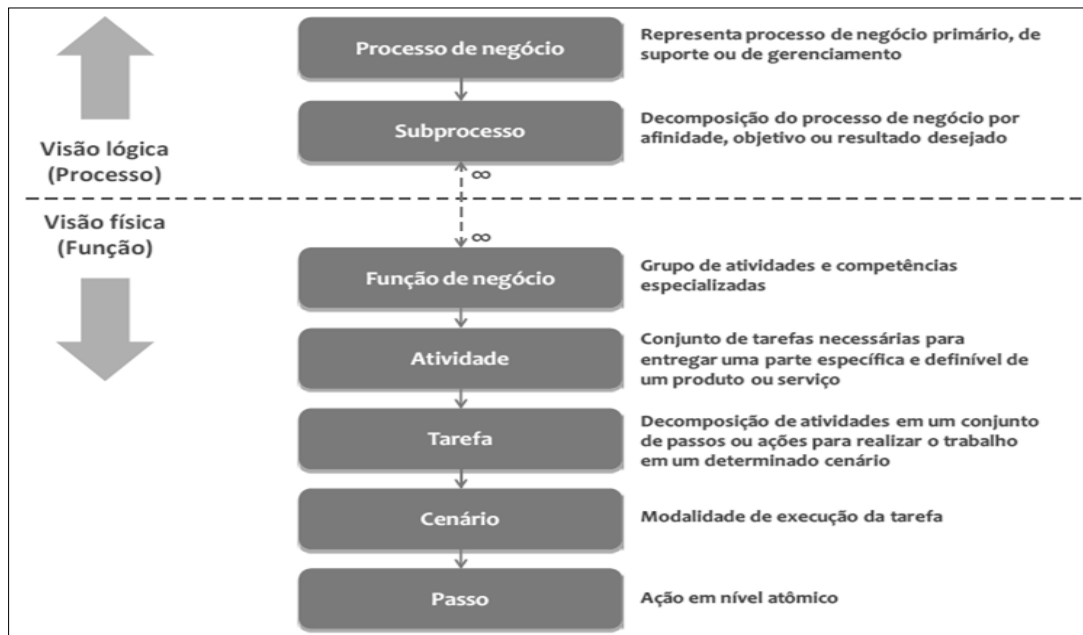 Processo de negócio
Representa processo de negócio primário, de
suporte ou de gerenciamento
Subprocesso
Decomposição do processo de negócio por
afinidade, objetivo ou resultado desejado
Visão lógica
(Processo)
∞
Visão física
(Função)
∞
Função de negócio
Grupo de atividades e competências
especializadas
Atividade
Conjunto de tarefas necessárias para
entregar uma parte específica e definível de
um produto ou serviço
Tarefa
Decomposição de atividades em um conjunto
de passos ou ações para realizar o trabalho
em um determinado cenário
Cenário
Modalidade de execução da tarefa
Passo
Ação em nível atômico